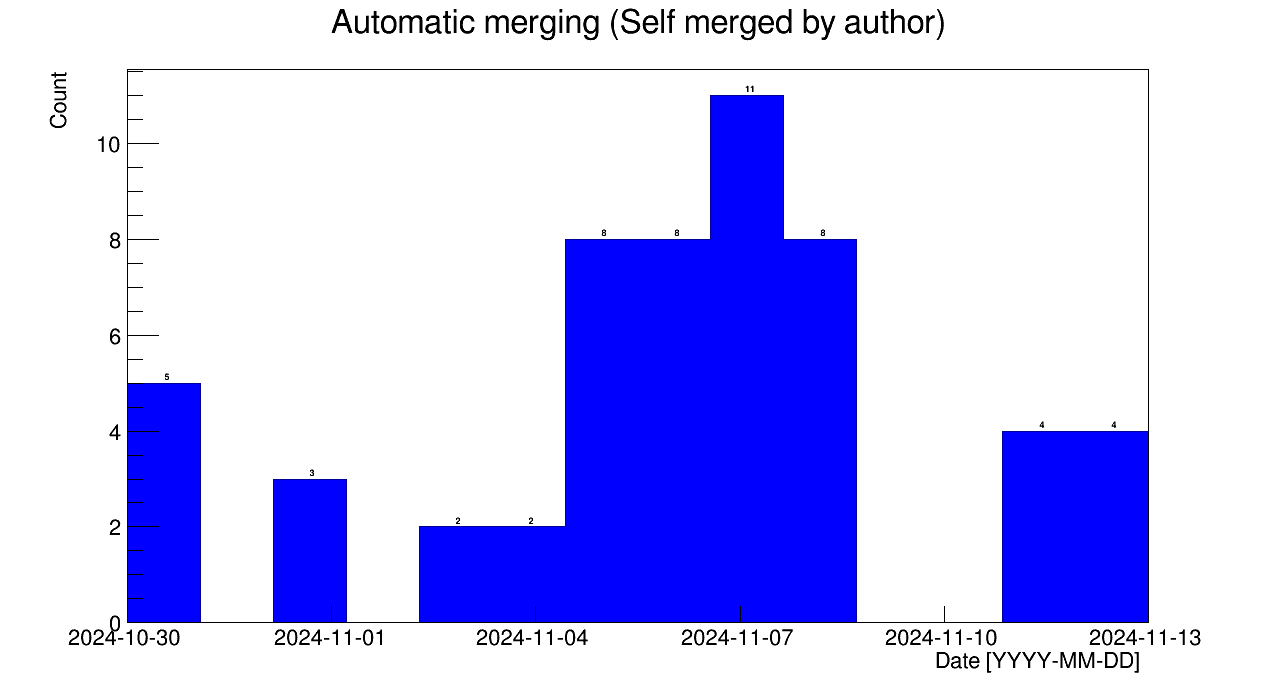 Automatic merging (Self merged by author)
Count
11
10
8 8 8
8
6
5
4 4
4
3
2 2
2
0
2024-10-30 2024-11-01 2024-11-04 2024-11-07 2024-11-10 2024-11-13
Date [YYYY-MM-DD]